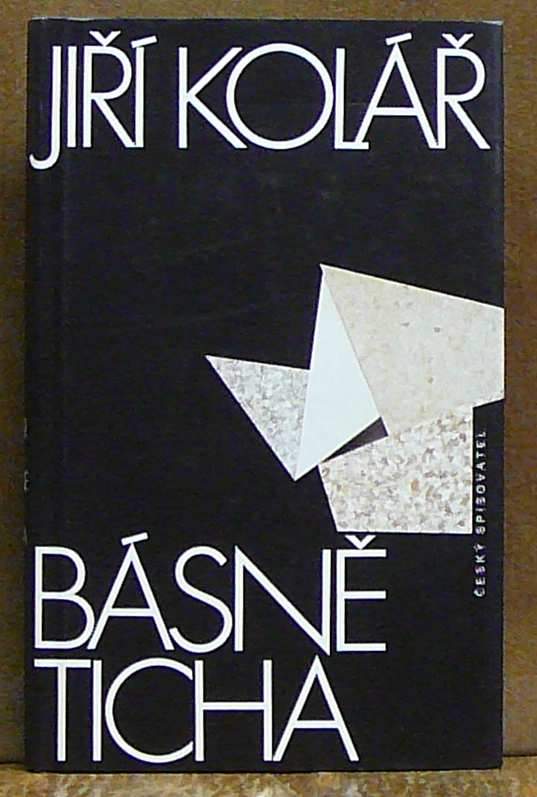 JIŘÍ KOLÁŘ
ČESKÝ SPISOVATEL
BÁSNĚ
TICHA